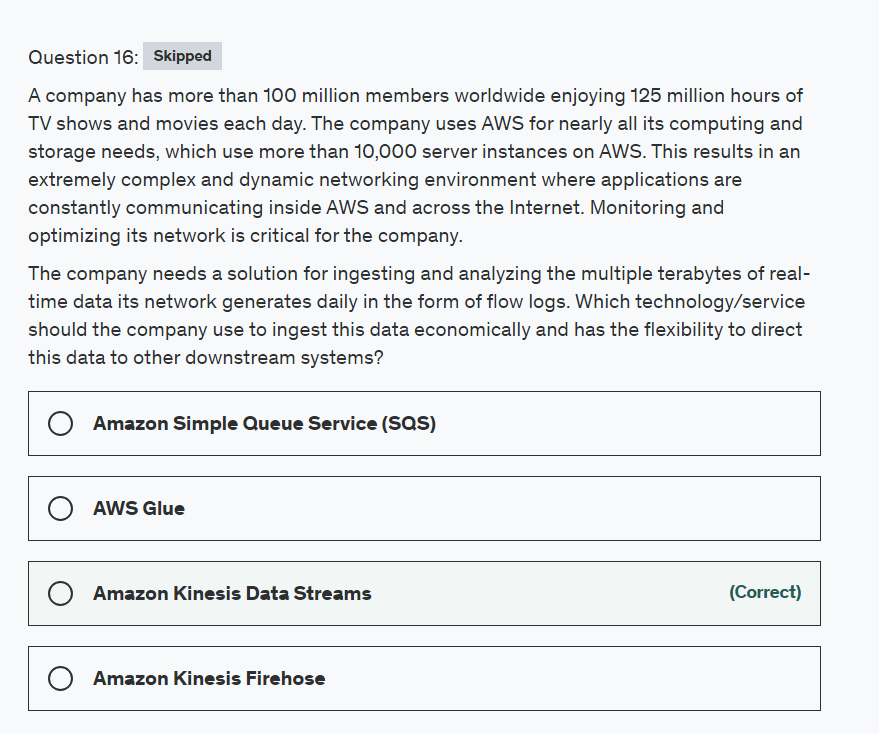 Question 16: Skipped
A company has more than 100 million members worldwide enjoying 125 million hours of
TV shows and movies each day. The company uses AWS for nearly all its computing and
storage needs, which use more than 10,000 server instances on AWS. This results in an
extremely complex and dynamic networking environment where applications are
constantly communicating inside AWS and across the Internet. Monitoring and
optimizing its network is critical for the company.
The company needs a solution for ingesting and analyzing the multiple terabytes of real-
time data its network generates daily in the form of flow logs. Which technology/service
should the company use to ingest this data economically and has the flexibility to direct
this data to other downstream systems?
Amazon Simple Queue Service (SQS)
AWS Glue
Amazon Kinesis Data Streams (Correct)
Amazon Kinesis Firehose